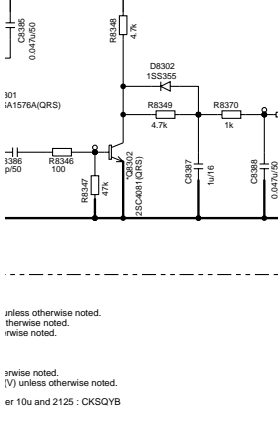 C8385
0.047u/50
R8348
4.7k
D8302
1SS355
301
SA1576A(QRS)
R8349
4.7k
R8370
1k
8386
p/50
R8346
100
R8347
47k
*Q8302
2SC4081(QRS)
C8387
1u/16
C8388
0.047u/50
unless otherwise noted.
therwise noted.
rwise noted.
erwise noted.
(V) unless otherwise noted.
er 10u and 2125 : CKSQYB